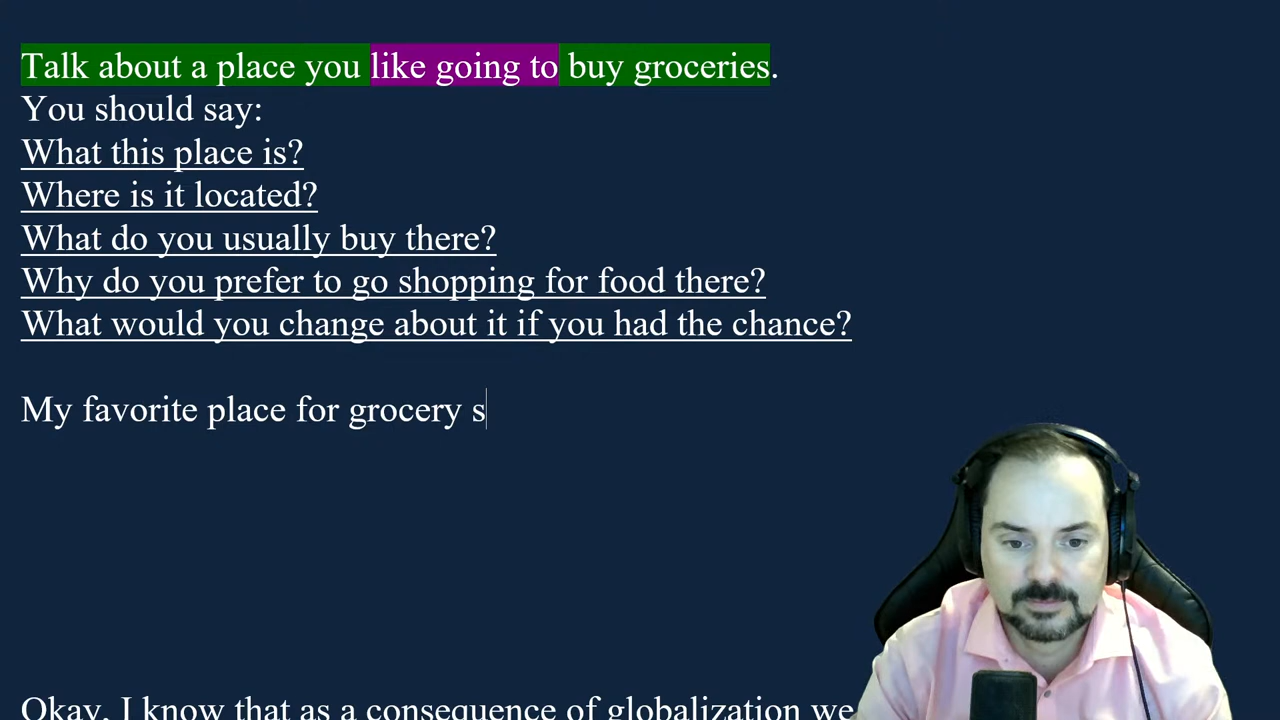 Talk about a place you like going to buy groceries.
You should say:
What this place is?
Where is it located?
What do you usually buy there?
Why do you prefer to go shopping for food there?
What would you change about it if you had the chance?
My favorite place for grocery s
Okay, I know that as a consequence of globalization we